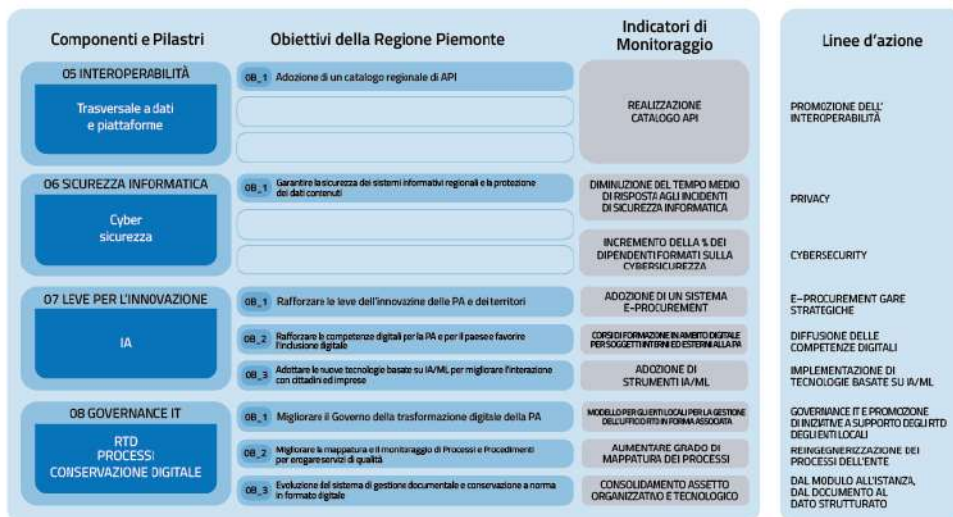 Componenti e Pilastri
Obiettivi della Regione Piemonte
Indicatori di
Monitoraggio
Linee d'azione
05 INTEROPERABILITÀ
Trasversale a dati
e piattaforme
OB_1 Adozione di un catalogo regionale di API
REALIZZAZIONE
CATALOGO API
PROMOZIONE DELL'
INTEROPERABILITÀ
06 SICUREZZA INFORMATICA
Cyber
sicurezza
OB_1 Garantire la sicurezza dei sistemi informativi regionali e la protezione
dei dati contenuti
DIMINUZIONE DEL TEMPO MEDIO
DI RISPOSTA AGLI INCIDENTI
DI SICUREZZA INFORMATICA
PRIVACY
INCREMENTO DELLA % DEI
DIPENDENTI FORMATI SULLA
CYBERSICUREZZA
CYBERSECURITY
07 LEVE PER L'INNOVAZIONE
IA
OB_1 Rafforzare le leve dell'innovazine delle PA e dei territori
ADOZIONE DI UN SISTEMA
E-PROCUREMENT
E-PROCUREMENT GARE
STRATEGICHE
OB_2 Rafforzare le competenze digitali per la PA e per il paese e favorire
l'inclusione digitale
CORSI DI FORMAZIONE IN AMBITO DIGITALE
PER SOGGETTI INTERNI ED ESTERNI ALLA PA
DIFFUSIONE DELLE
COMPETENZE DIGITALI
OB_3 Adottare le nuove tecnologie basate su IA/ML per migliorare l'interazione
con cittadini ed imprese
ADOZIONE DI
STRUMENTI IA/ML
IMPLEMENTAZIONE DI
TECNOLOGIE BASATE SU IA/ML
08 GOVERNANCE IT
RTD
PROCESSI
CONSERVAZIONE DIGITALE
OB_1 Migliorare il Governo della trasformazione digitale della PA
MODELLO PER GLI ENTI LOCALI PER LA GESTIONE
DELL'UFFICIO RTD IN FORMA ASSOCIATA
GOVERNANCE IT E PROMOZIONE
DI INIZIATIVE A SUPPORTO DEGLI RTD
DEGLI ENTI LOCALI
OB_2 Migliorare la mappatura e il monitoraggio di Processi e Procedimenti
per erogare servizi di qualità
AUMENTARE GRADO DI
MAPPATURA DEI PROCESSI
REINGEGNERIZZAZIONE DEI
PROCESSI DELL'ENTE
OB_3 Evoluzione del sistema di gestione documentale e conservazione a norma
in formato digitale
CONSOLIDAMENTO ASSETTO
ORGANIZZATIVO E TECNOLOGICO
DAL MODULO ALL'ISTANZA,
DAL DOCUMENTO AL
DATO STRUTTURATO